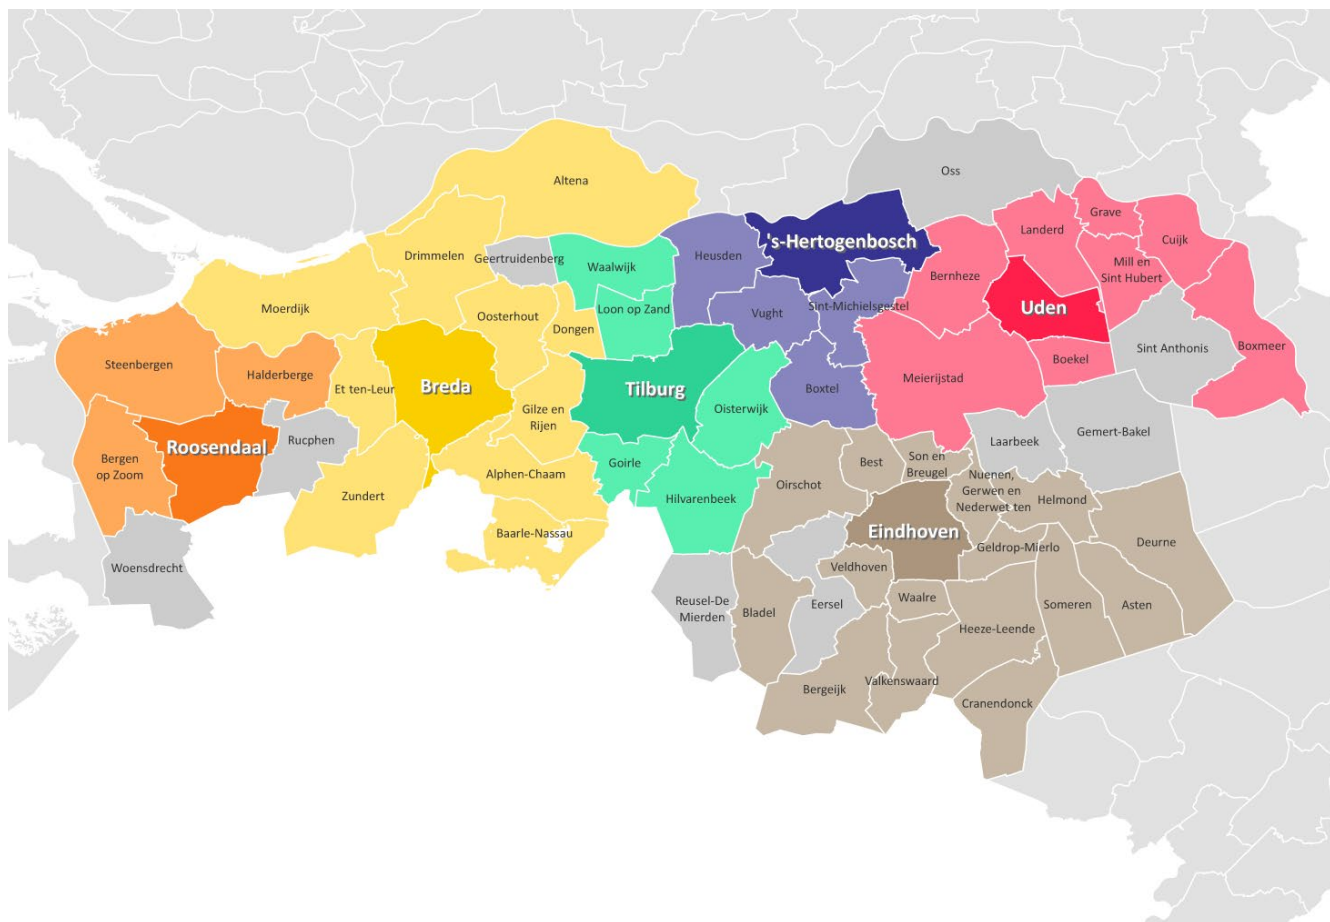 Oss
Altena
Grave
Landerd
Cuijk
's-Hertogenbosch
Drimmelen
Geertruidenberg
Heusden
Mill en
Sint Hubert
Waalwijk
Bernheze
Moerdijk
Loon op Zand
Sint-Michielsgestel
Uden
Oosterhout
Vught
Dongen
Boxmeer
Sint Anthonis
Boekel
Steenbergen
Halderberge
Meierijstad
Et ten-Leur
Breda
Tilburg
Boxtel
Oisterwijk
Gilze en
Rijen
Gemert-Bakel
Rucphen
Laarbeek
Roosendaal
Bergen
op Zoom
Son en
Breugel
Best
Goirle
Alphen-Chaam
Nuenen,
Gerwen en
Nederwet ten
Oirschot
Zundert
Helmond
Hilvarenbeek
Eindhoven
Baarle-Nassau
Deurne
Geldrop-Mierlo
Woensdrecht
Veldhoven
Waalre
Reusel-De
Mierden
Eersel
Someren
Asten
Bladel
Heeze-Leende
Valkenswaard
Bergeijk
Cranendonck